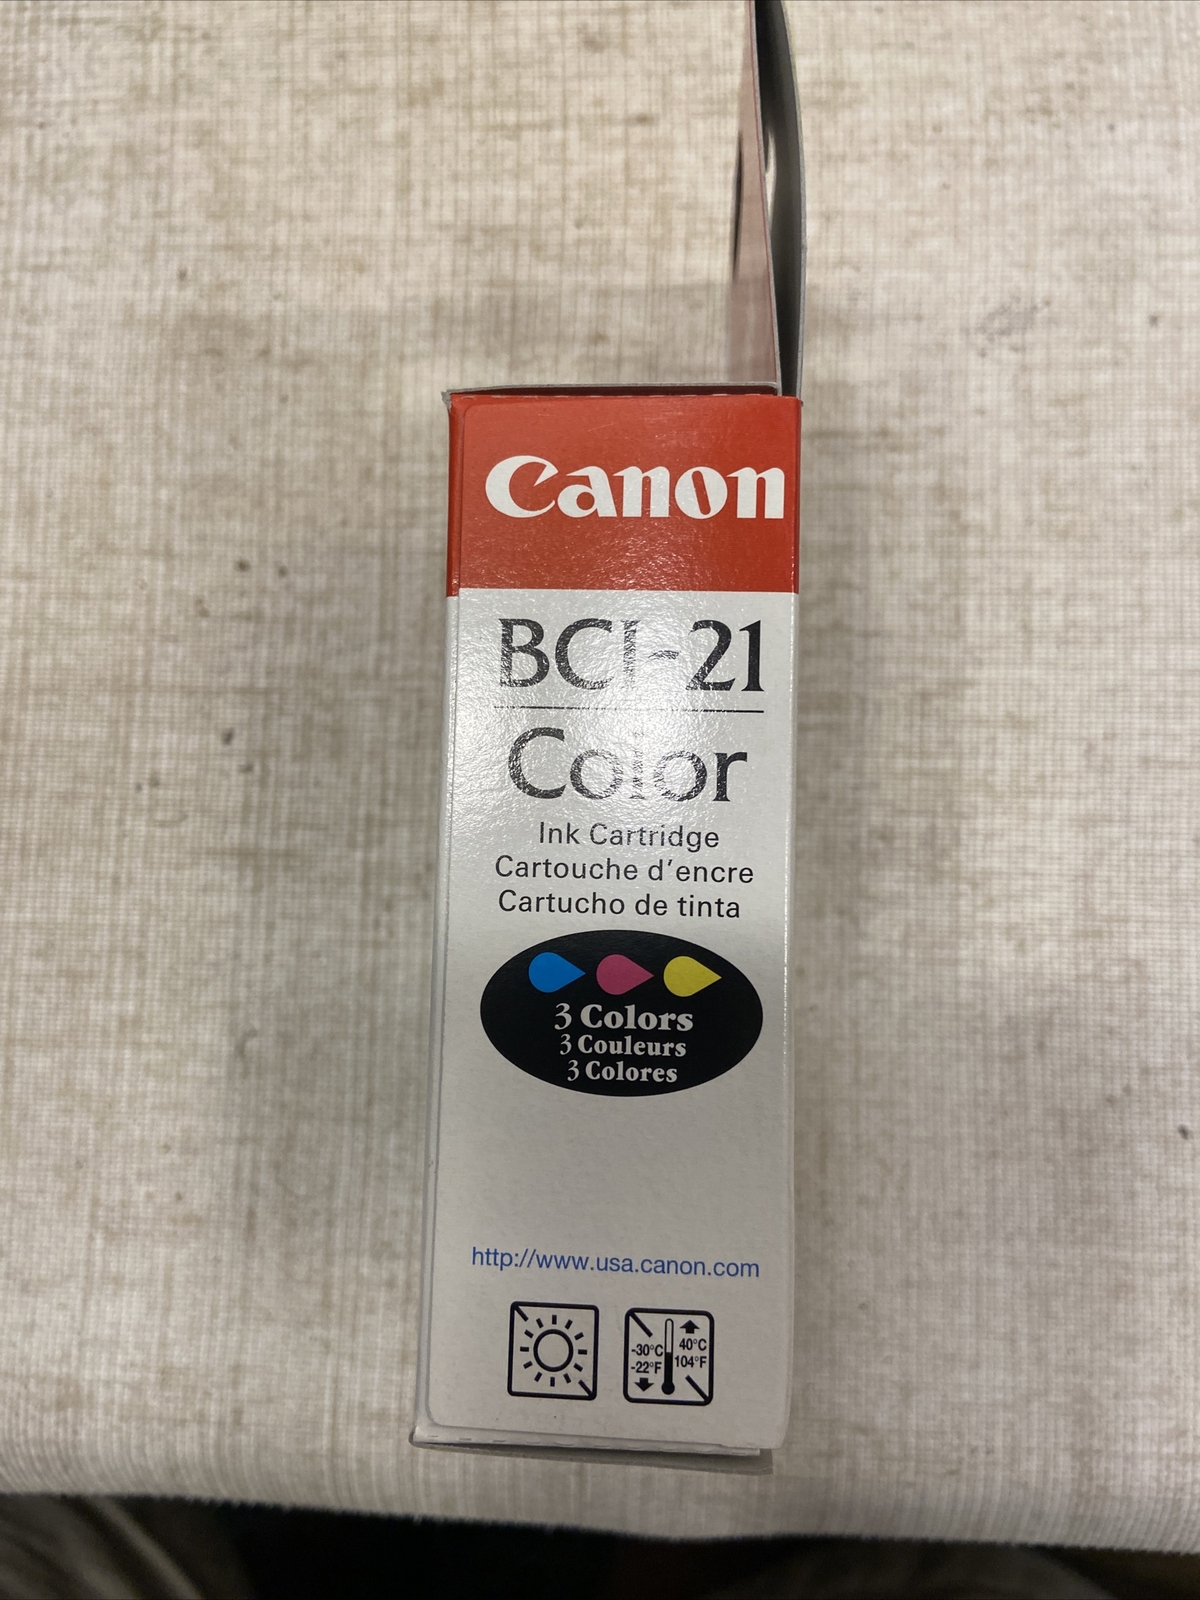 Canon
BCI-21
Color
Ink Cartridge
Cartouche d'encre
Cartucho de tinta
3 Colors
3 Couleurs
3 Colores
http://www.usa.canon.com
-30°C
-22°F
40°C
104°F